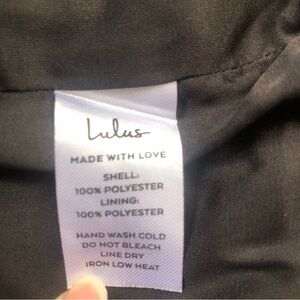 Lulus
MADE WITH LOVE
SHELL:
100% POLYESTER
LINING:
100% POLYESTER
HAND WASH COLD
DO NOT BLEACH
LINE DRY
IRON LOW HEAT